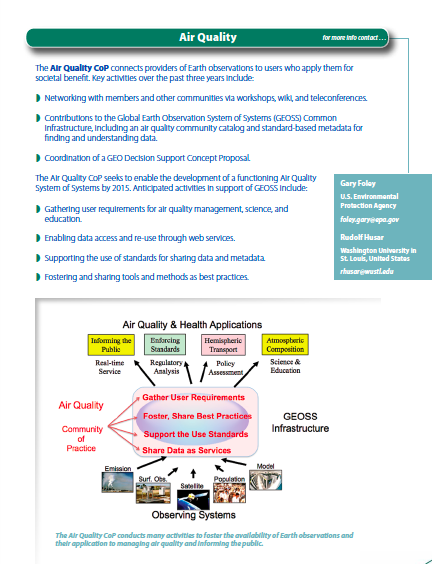 Air Quality
for more info contact . . .
The Air Quality CoP connects providers of Earth observations to users who apply them for
societal benefit. Key activities over the past three years include:
Networking with members and other communities via workshops, wiki, and teleconferences.
Contributions to the Global Earth Observation System of Systems (GEOSS) Common
Infrastructure, including an air quality community catalog and standard-based metadata for
finding and understanding data.
Coordination of a GEO Decision Support Concept Proposal.
The Air Quality CoP seeks to enable the development of a functioning Air Quality
System of Systems by 2015. Anticipated activities in support of GEOSS include:
Gathering user requirements for air quality management, science, and
education.
Enabling data access and re-use through web services.
Supporting the use of standards for sharing data and metadata.
Fostering and sharing tools and methods as best practices.
Gary Foley
U.S. Environmental
Protection Agency
foley.gary@epa.gov
Rudolf Husar
Washington University in
St. Louis, United States
rhusar@wustl.edu
Air Quality & Health Applications
Informing the
Public
Enforcing
Standards
Hemispheric
Transport
Atmospheric
Composition
Real-time
Service
Regulatory
Analysis
Policy
Assessment
Science &
Education
Gather User Requirements
Foster, Share Best Practices
Support the Use Standards
Share Data as Services
Air Quality
Community
of
Practice
GEOSS
Infrastructure
Emission
Surf. Obs.
Satellite
Population
Model
Observing Systems
The Air Quality CoP conducts many activities to foster the availability of Earth observations and
their application to managing air quality and informing the public.